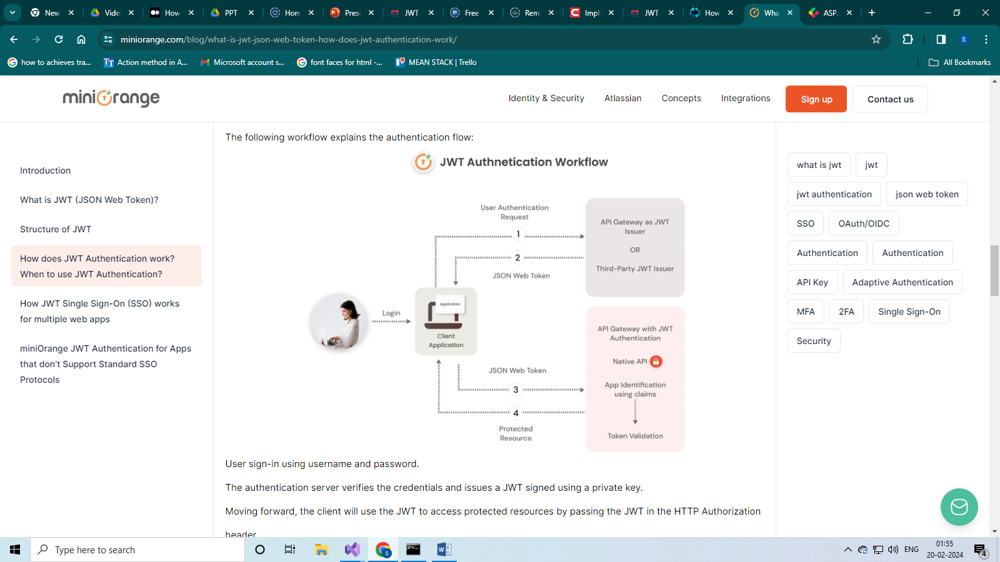 New
Vide
How
PPT -
Hom
Prese
JWT
Free
Rem
Imple
JWT
How
Wha
ASP.
miniorange.com/blog/what-is-jwt-json-web-token-how-does-jwt-authentication-work/
S
how to achieves tra...
Action method in A...
Microsoft account s...
font faces for html -...
MEAN STACK | Trello
All Bookmarks
miniOrange
Identity & Security
Atlassian
Concepts
Integrations
Sign up
Contact us
Introduction
What is JWT (JSON Web Token)?
Structure of JWT
How does JWT Authentication work?
When to use JWT Authentication?
How JWT Single Sign-On (SSO) works
for multiple web apps
miniOrange JWT Authentication for Apps
that don’t Support Standard SSO
Protocols
The following workflow explains the authentication flow:
JWT Authnetication Workflow
User Authentication
Request
1
2
JSON Web Token
API Gateway as JWT
Issuer
OR
Third-Party JWT Issuer
Login
Application
Client
Application
JSON Web Token
3
4
Protected
Resource
API Gateway with JWT
Authentication
Native API
App Identification
using claims
Token Validation
User sign-in using username and password.
The authentication server verifies the credentials and issues a JWT signed using a private key.
Moving forward, the client will use the JWT to access protected resources by passing the JWT in the HTTP Authorization
header
what is jwt
jwt
jwt authentication
json web token
SSO
OAuth/OIDC
Authentication
Authentication
API Key
Adaptive Authentication
MFA
2FA
Single Sign-On
Security
Type here to search
S
ENG
01:55
20-02-2024
4